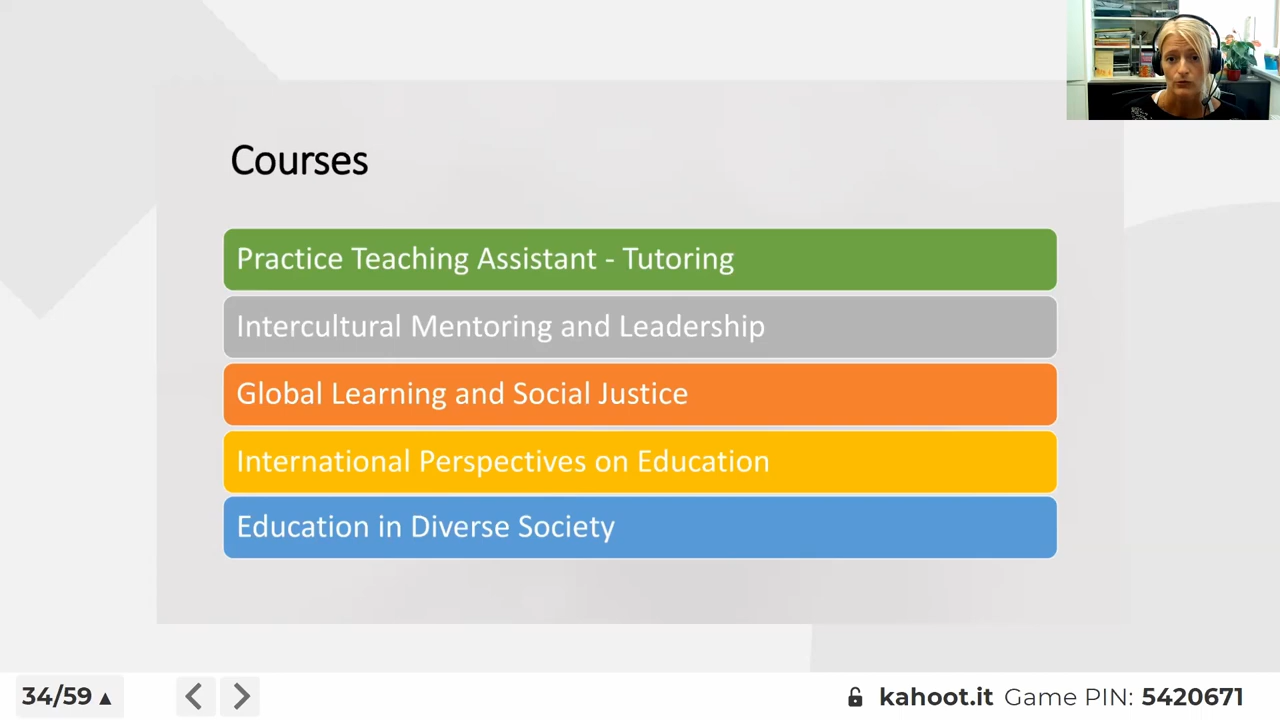 Courses
Practice Teaching Assistant - Tutoring
Intercultural Mentoring and Leadership
Global Learning and Social Justice
International Perspectives on Education
Education in Diverse Society
34/59 ▲
kahoot.it Game PIN: 5420671